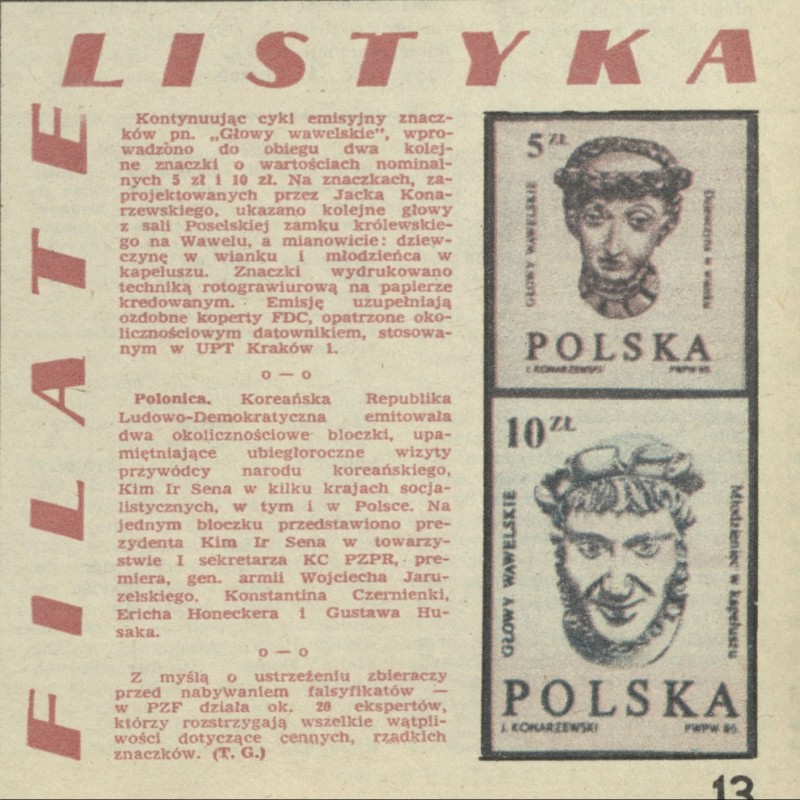 FILATELISTYKA
Kontynuując cykl emisyjny znacz-
ków pn. „Głowy wawelskie", wpro-
wadzono do obiegu dwa kolej-
ne znaczki o wartościach nominal-
nych 5 zł i 10 zł. Na znaczkach, za-
projektowanych przez Jacka Kona-
rzewskiego, ukazano kolejne głowy
z sali Poselskiej zamku królewskie-
go na Wawelu, a mianowicie: dziew-
czynę w wianku i młodzieńca w
kapeluszu. Znaczki wydrukowano
techniką rotograwiurową na papierze
kredowanym. Emisję uzupełniają
ozdobne koperty FDC, opatrzone oko-
licznościowym datownikiem, stosowa-
nym w UPT Kraków 1.
o — o
Polonica. Koreańska Republika
Ludowo-Demokratyczna emitowała
dwa okolicznościowe bloczki, upa-
miętniające ubiegłoroczne wizyty
przywódcy narodu koreańskiego,
Kim Ir Sena w kilku krajach socja-
listycznych, w tym i w Polsce. Na
jednym bloczku przedstawiono pre-
zydenta Kim Ir Sena w towarzy-
stwie I sekretarza KC PZPR, pre-
miera, gen. armii Wojciecha Jaru-
zelskiego, Konstantina Czernienki,
Ericha Honeckera i Gustawa Hu-
saka.
o — o
Z myślą o ustrzeżeniu zbieraczy
przed nabywaniem falsyfikatów —
w PZF działa ok. 20 ekspertów,
którzy rozstrzygają wszelkie wątpli-
wości dotyczące cennych, rzadkich
znaczków. (T. G.)
5 ZŁ
GŁOWY WAWELSKIE
Dziewczyna w wianku
POLSKA
J. KONARZEWSKI PWPW 85.
10 ZŁ
GŁOWY WAWELSKIE
Młodzieniec w kapeluszu
POLSKA
J. KONARZEWSKI PWPW 85.
13